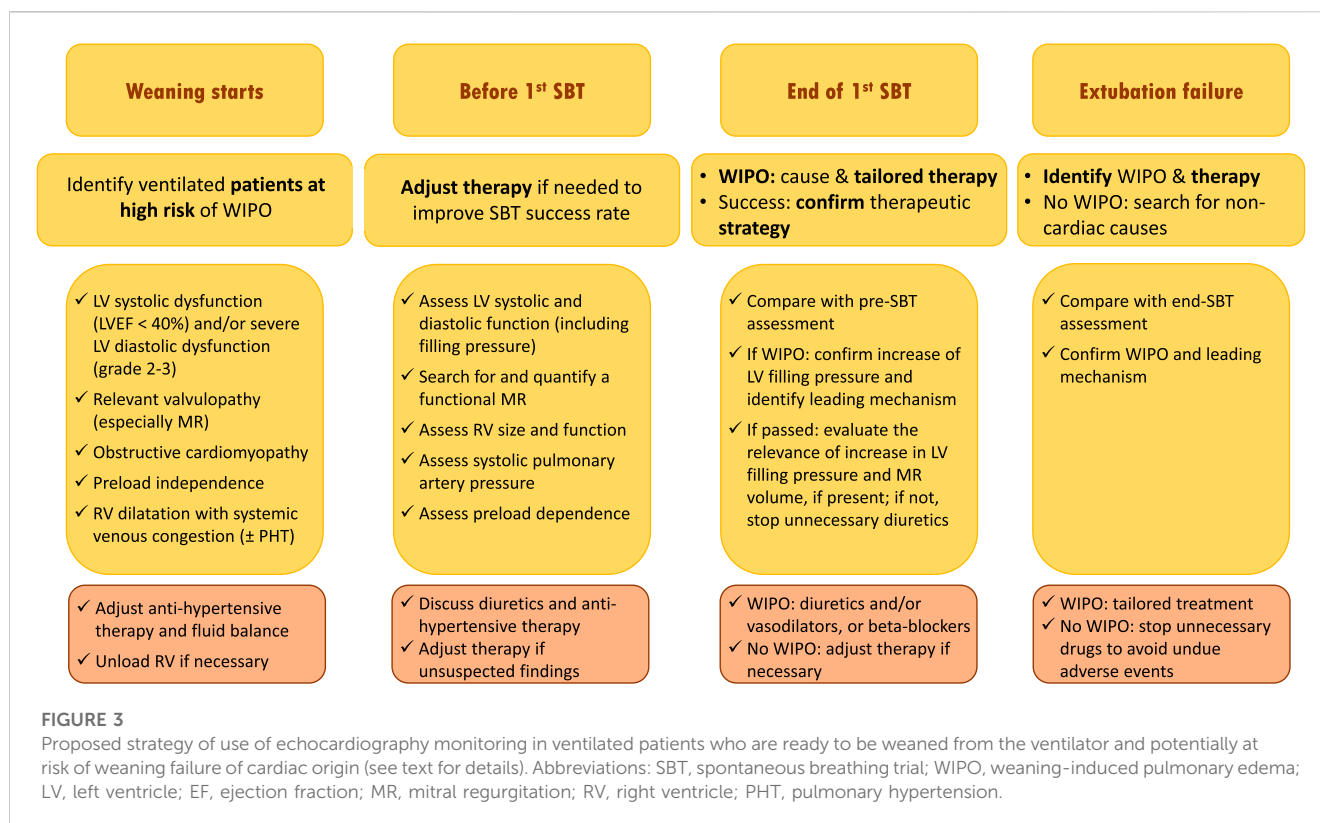 Weaning starts
Identify ventilated patients at
high risk of WIPO
✓ LV systolic dysfunction
(LVEF < 40%) and/or severe
LV diastolic dysfunction
(grade 2-3)
✓ Relevant valvulopathy
(especially MR)
✓ Obstructive cardiomyopathy
✓ Preload independence
✓ RV dilatation with systemic
venous congestion (± PHT)
✓ Adjust anti-hypertensive
therapy and fluid balance
✓ Unload RV if necessary
Before 1st SBT
Adjust therapy if needed to
improve SBT success rate
✓ Assess LV systolic and
diastolic function (including
filling pressure)
✓ Search for and quantify a
functional MR
✓ Assess RV size and function
✓ Assess systolic pulmonary
artery pressure
✓ Assess preload dependence
✓ Discuss diuretics and anti-
hypertensive therapy
✓ Adjust therapy if
unsuspected findings
End of 1st SBT
• WIPO: cause & tailored therapy
• Success: confirm therapeutic
strategy
✓ Compare with pre-SBT
assessment
✓ If WIPO: confirm increase of
LV filling pressure and
identify leading mechanism
✓ If passed: evaluate the
relevance of increase in LV
filling pressure and MR
volume, if present; if not,
stop unnecessary diuretics
✓ WIPO: diuretics and/or
vasodilators, or beta-blockers
✓ No WIPO: adjust therapy if
necessary
Extubation failure
• Identify WIPO & therapy
• No WIPO: search for non-
cardiac causes
✓ Compare with end-SBT
assessment
✓ Confirm WIPO and leading
mechanism
✓ WIPO: tailored treatment
✓ No WIPO: stop unnecessary
drugs to avoid undue
adverse events
FIGURE 3
Proposed strategy of use of echocardiography monitoring in ventilated patients who are ready to be weaned from the ventilator and potentially at
risk of weaning failure of cardiac origin (see text for details). Abbreviations: SBT, spontaneous breathing trial; WIPO, weaning-induced pulmonary edema;
LV, left ventricle; EF, ejection fraction; MR, mitral regurgitation; RV, right ventricle; PHT, pulmonary hypertension.